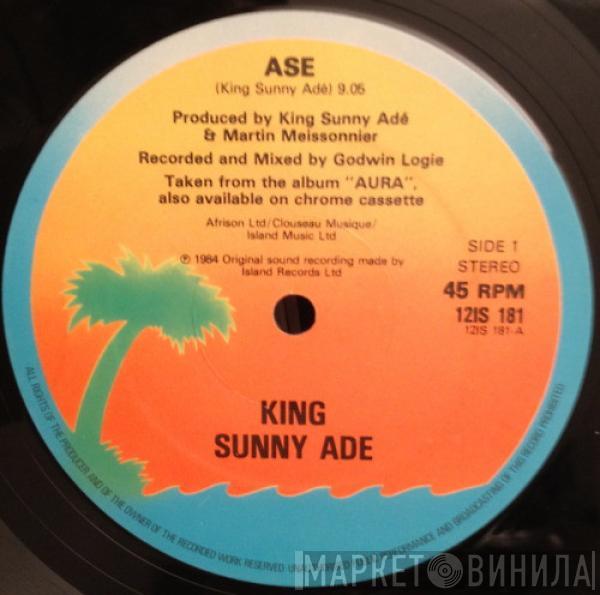 ASE
(King Sunny Adé) 9.05
Produced by King Sunny Adé
& Martin Meissonnier
Recorded and Mixed by Godwin Logie
Taken from the album "AURA",
also available on chrome cassette
Afrison Ltd/Clouseau Musique/
Island Music Ltd
℗ 1984 Original sound recording made by
Island Records Ltd
SIDE 1
STEREO
45 RPM
12IS 181
12IS 181-A
KING
SUNNY ADE
ALL RIGHTS OF THE PRODUCER AND OF THE OWNER OF THE RECORDED WORK RESERVED UNAUTHORISED PERFORMANCE AND BROADCASTING OF THIS RECORD PROHIBITED
МАРКЕТ ВИНИЛА